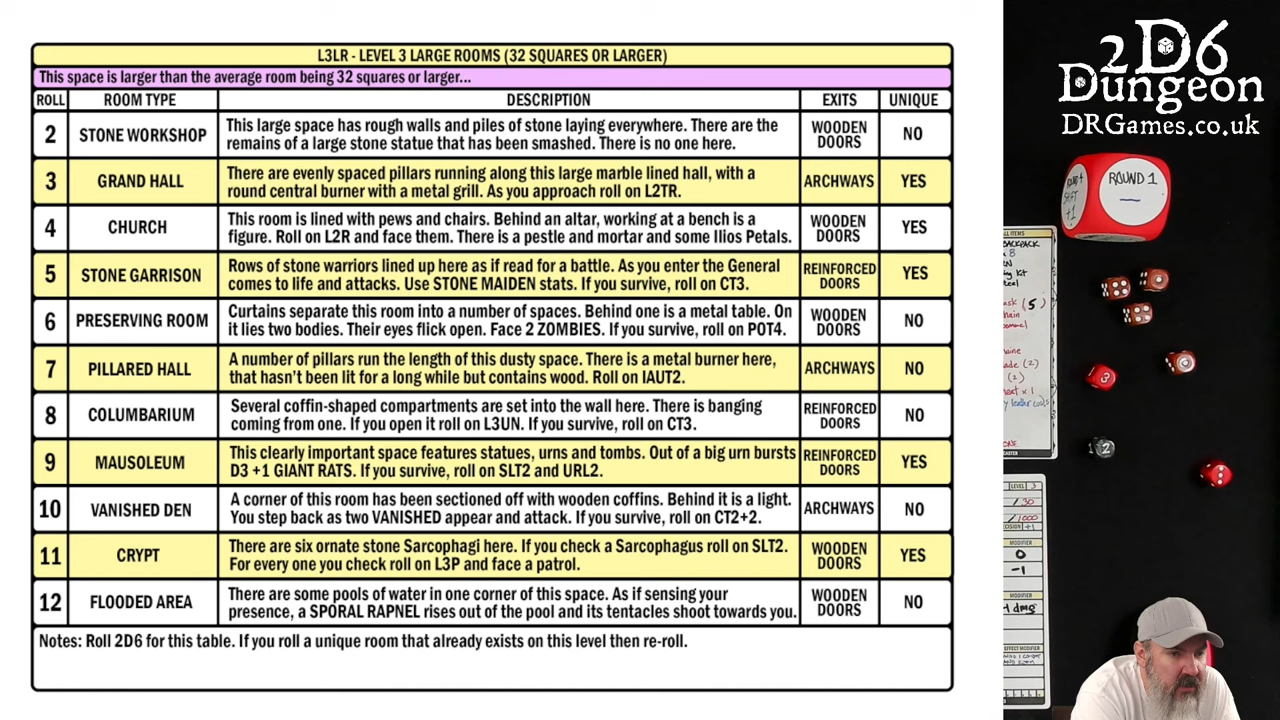 L3LR - LEVEL 3 LARGE ROOMS (32 SQUARES OR LARGER)
This space is larger than the average room being 32 squares or larger...
ROLL ROOM TYPE DESCRIPTION EXITS UNIQUE
2 STONE WORKSHOP This large space has rough walls and piles of stone laying everywhere. There are the
remains of a large stone statue that has been smashed. There is no one here. WOODEN DOORS NO
3 GRAND HALL There are evenly spaced pillars running along this large marble lined hall, with a
round central burner with a metal grill. As you approach roll on L2TR. ARCHWAYS YES
4 CHURCH This room is lined with pews and chairs. Behind an altar, working at a bench is a
figure. Roll on L2R and face them. There is a pestle and mortar and some Ilios Petals. WOODEN DOORS YES
5 STONE GARRISON Rows of stone warriors lined up here as if read for a battle. As you enter the General
comes to life and attacks. Use STONE MAIDEN stats. If you survive, roll on CT3. REINFORCED DOORS YES
6 PRESERVING ROOM Curtains separate this room into a number of spaces. Behind one is a metal table. On
it lies two bodies. Their eyes flick open. Face 2 ZOMBIES. If you survive, roll on POT4. WOODEN DOORS NO
7 PILLARED HALL A number of pillars run the length of this dusty space. There is a metal burner here,
that hasn't been lit for a long while but contains wood. Roll on IAUT2. ARCHWAYS NO
8 COLUMBARIUM Several coffin-shaped compartments are set into the wall here. There is banging
coming from one. If you open it roll on L3UN. If you survive, roll on CT3. REINFORCED DOORS NO
9 MAUSOLEUM This clearly important space features statues, urns and tombs. Out of a big urn bursts
D3 +1 GIANT RATS. If you survive, roll on SLT2 and URL2. REINFORCED DOORS YES
10 VANISHED DEN A corner of this room has been sectioned off with wooden coffins. Behind it is a light.
You step back as two VANISHED appear and attack. If you survive, roll on CT2+2. ARCHWAYS NO
11 CRYPT There are six ornate stone Sarcophagi here. If you check a Sarcophagus roll on SLT2.
For every one you check roll on L3P and face a patrol. WOODEN DOORS YES
12 FLOODED AREA There are some pools of water in one corner of this space. As if sensing your
presence, a SPORAL RAPNEL rises out of the pool and its tentacles shoot towards you. WOODEN DOORS NO
Notes: Roll 2D6 for this table. If you roll a unique room that already exists on this level then re-roll.
2D6
Dungeon
DRGames.co.uk
ROUND 1
ROUND 4
SHIFT
+1
BACKPACK
(5)
(2)
(2)
LEVEL 3
/30
/1000
+1
MODIFIER
0
-1
MODIFIER
dmg
EFFECT MODIFIER
3
2